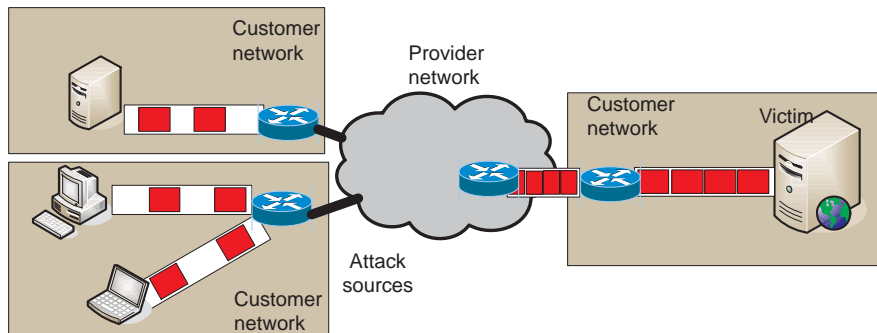 Customer
network
Provider
network
Customer
network
Victim
Attack
sources
Customer
network